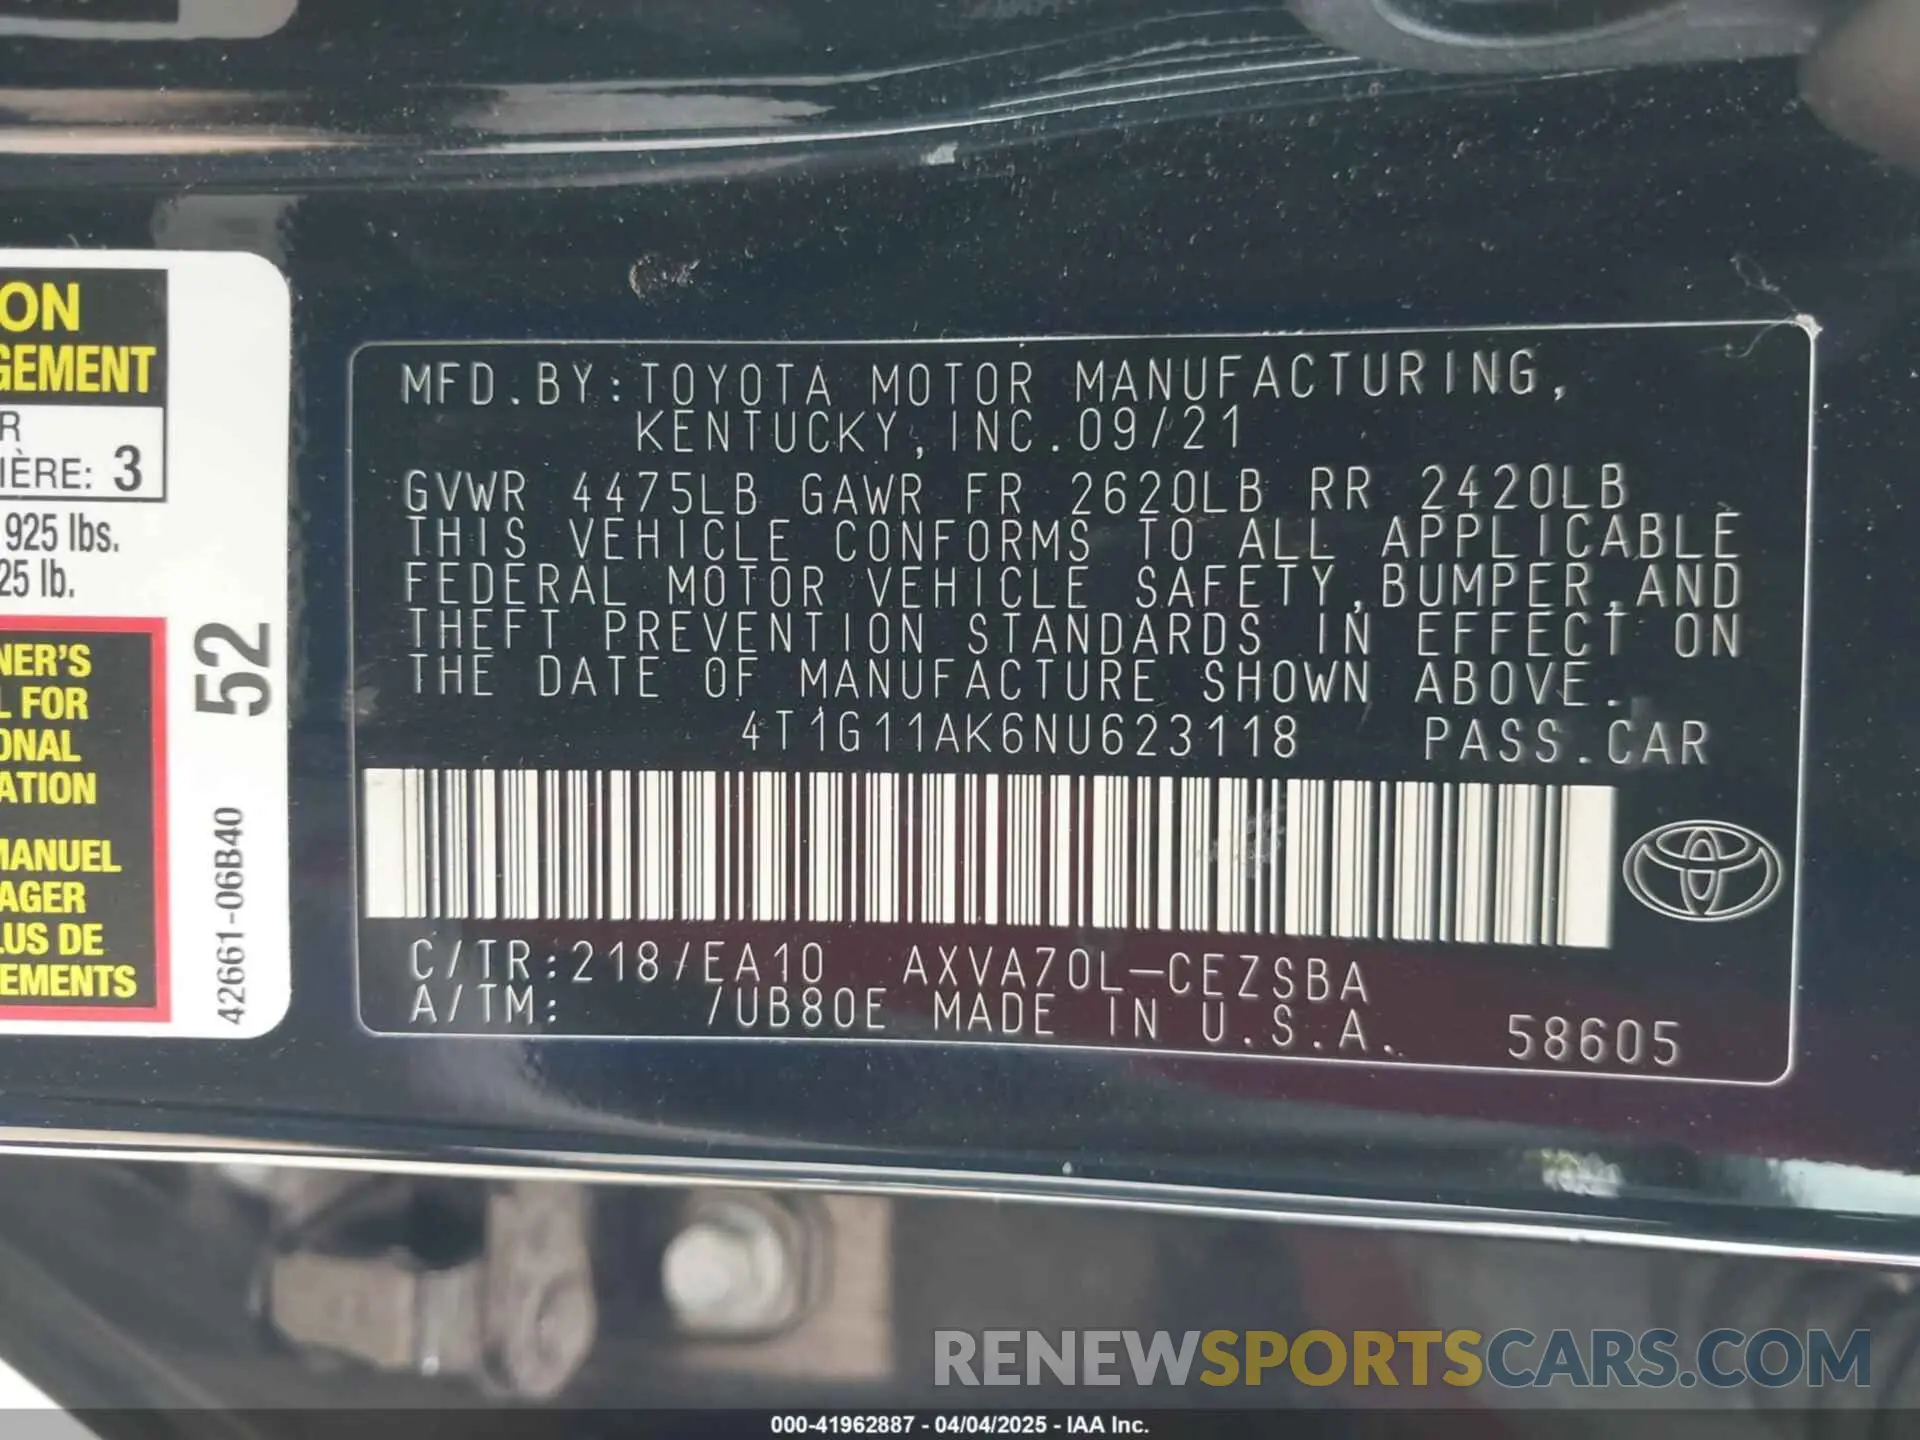 ON
GEMENT
R
IÈRE: 3
925 lbs.
25 lb.
NER'S
L FOR
ONAL
ATION
MANUEL
AGER
LUS DE
EMENTS
52
42661-06B40
MFD.BY:TOYOTA MOTOR MANUFACTURING,
KENTUCKY,INC.09/21
GVWR 4475LB GAWR FR 2620LB RR 2420LB
THIS VEHICLE CONFORMS TO ALL APPLICABLE
FEDERAL MOTOR VEHICLE SAFETY,BUMPER,AND
THEFT PREVENTION STANDARDS IN EFFECT ON
THE DATE OF MANUFACTURE SHOWN ABOVE.
4T1G11AK6NU623118 PASS.CAR
C/TR:218/EA10 AXVA70L-CEZSBA
A/TM: /UB80E MADE IN U.S.A. 58605
RENEWSPORTSCARS.COM
000-41962887 - 04/04/2025 - IAA Inc.